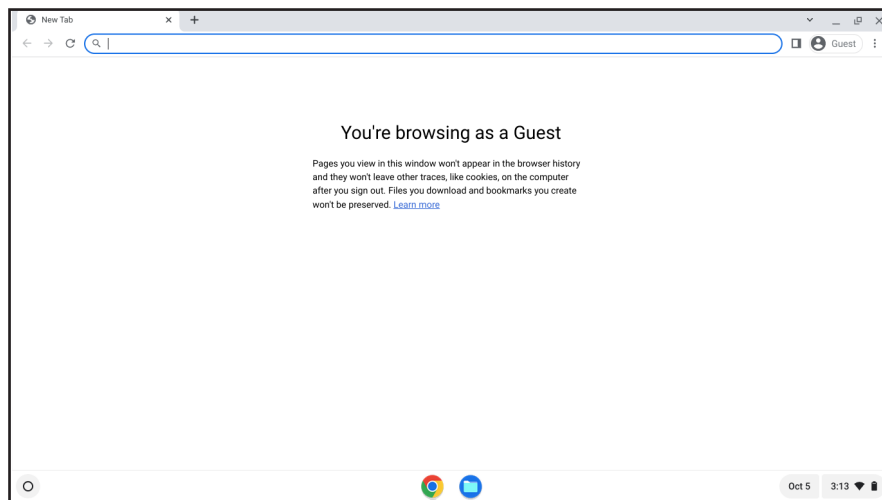 New Tab
Guest
You're browsing as a Guest
Pages you view in this window won't appear in the browser history
and they won't leave other traces, like cookies, on the computer
after you sign out. Files you download and bookmarks you create
won't be preserved. Learn more
Oct 5 3:13